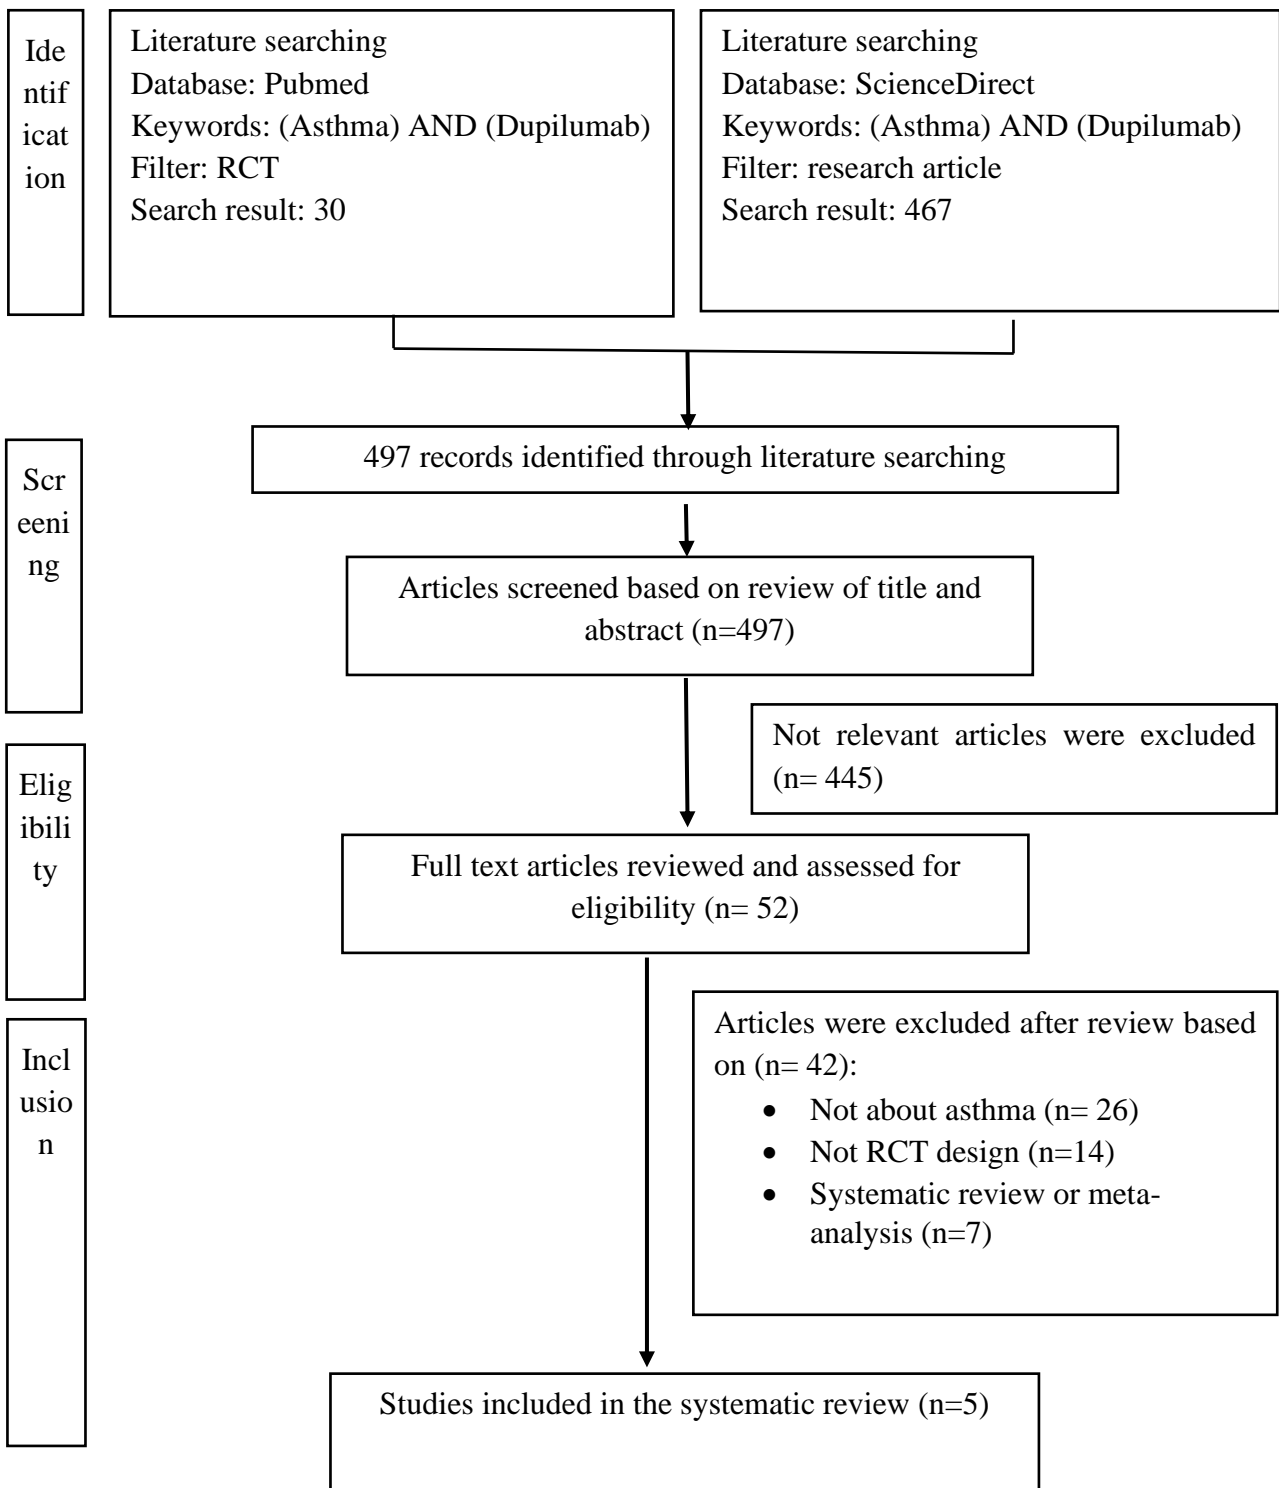 Ide
ntif
icat
ion
Literature searching
Database: Pubmed
Keywords: (Asthma) AND (Dupilumab)
Filter: RCT
Search result: 30
Literature searching
Database: ScienceDirect
Keywords: (Asthma) AND (Dupilumab)
Filter: research article
Search result: 467
497 records identified through literature searching
Scr
eeni
ng
Articles screened based on review of title and
abstract (n=497)
Not relevant articles were excluded
(n= 445)
Elig
ibili
ty
Full text articles reviewed and assessed for
eligibility (n= 52)
Articles were excluded after review based
on (n= 42):
• Not about asthma (n= 26)
• Not RCT design (n=14)
• Systematic review or meta-
analysis (n=7)
Incl
usio
n
Studies included in the systematic review (n=5)